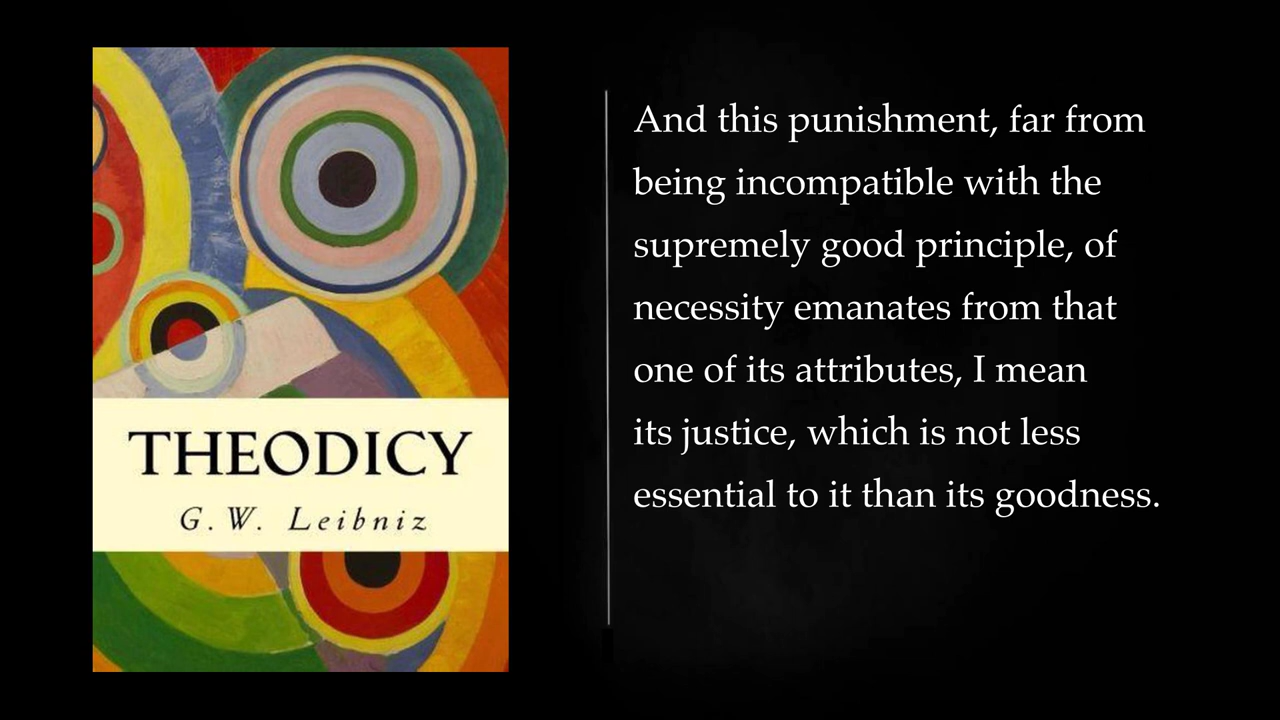 THEODICY
G. W. Leibniz
And this punishment, far from
being incompatible with the
supremely good principle, of
necessity emanates from that
one of its attributes, I mean
its justice, which is not less
essential to it than its goodness.